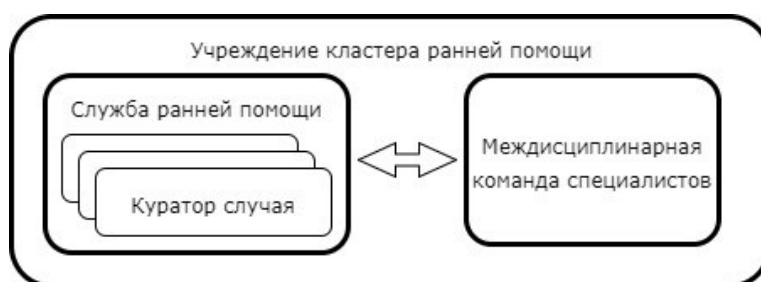 Учреждение кластера ранней помощи
Служба ранней помощи
Куратор случая
Междисциплинарная
команда специалистов